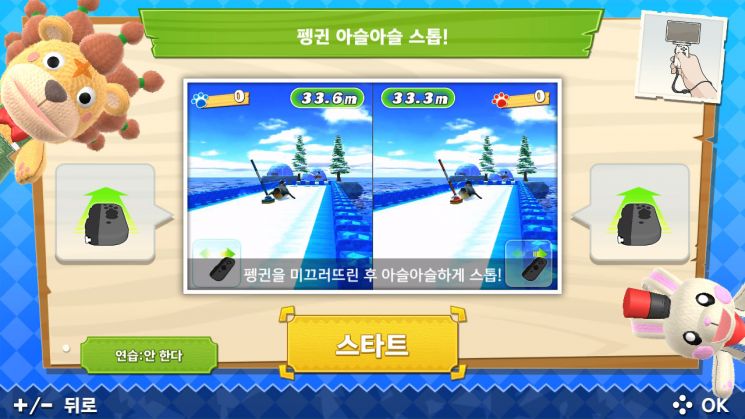 펭귄 아슬아슬 스톱!
0
33.6m
33.3m
0
펭귄을 미끄러뜨린 후 아슬아슬하게 스톱!
스타트
연습:안 한다
+/- 뒤로
OK